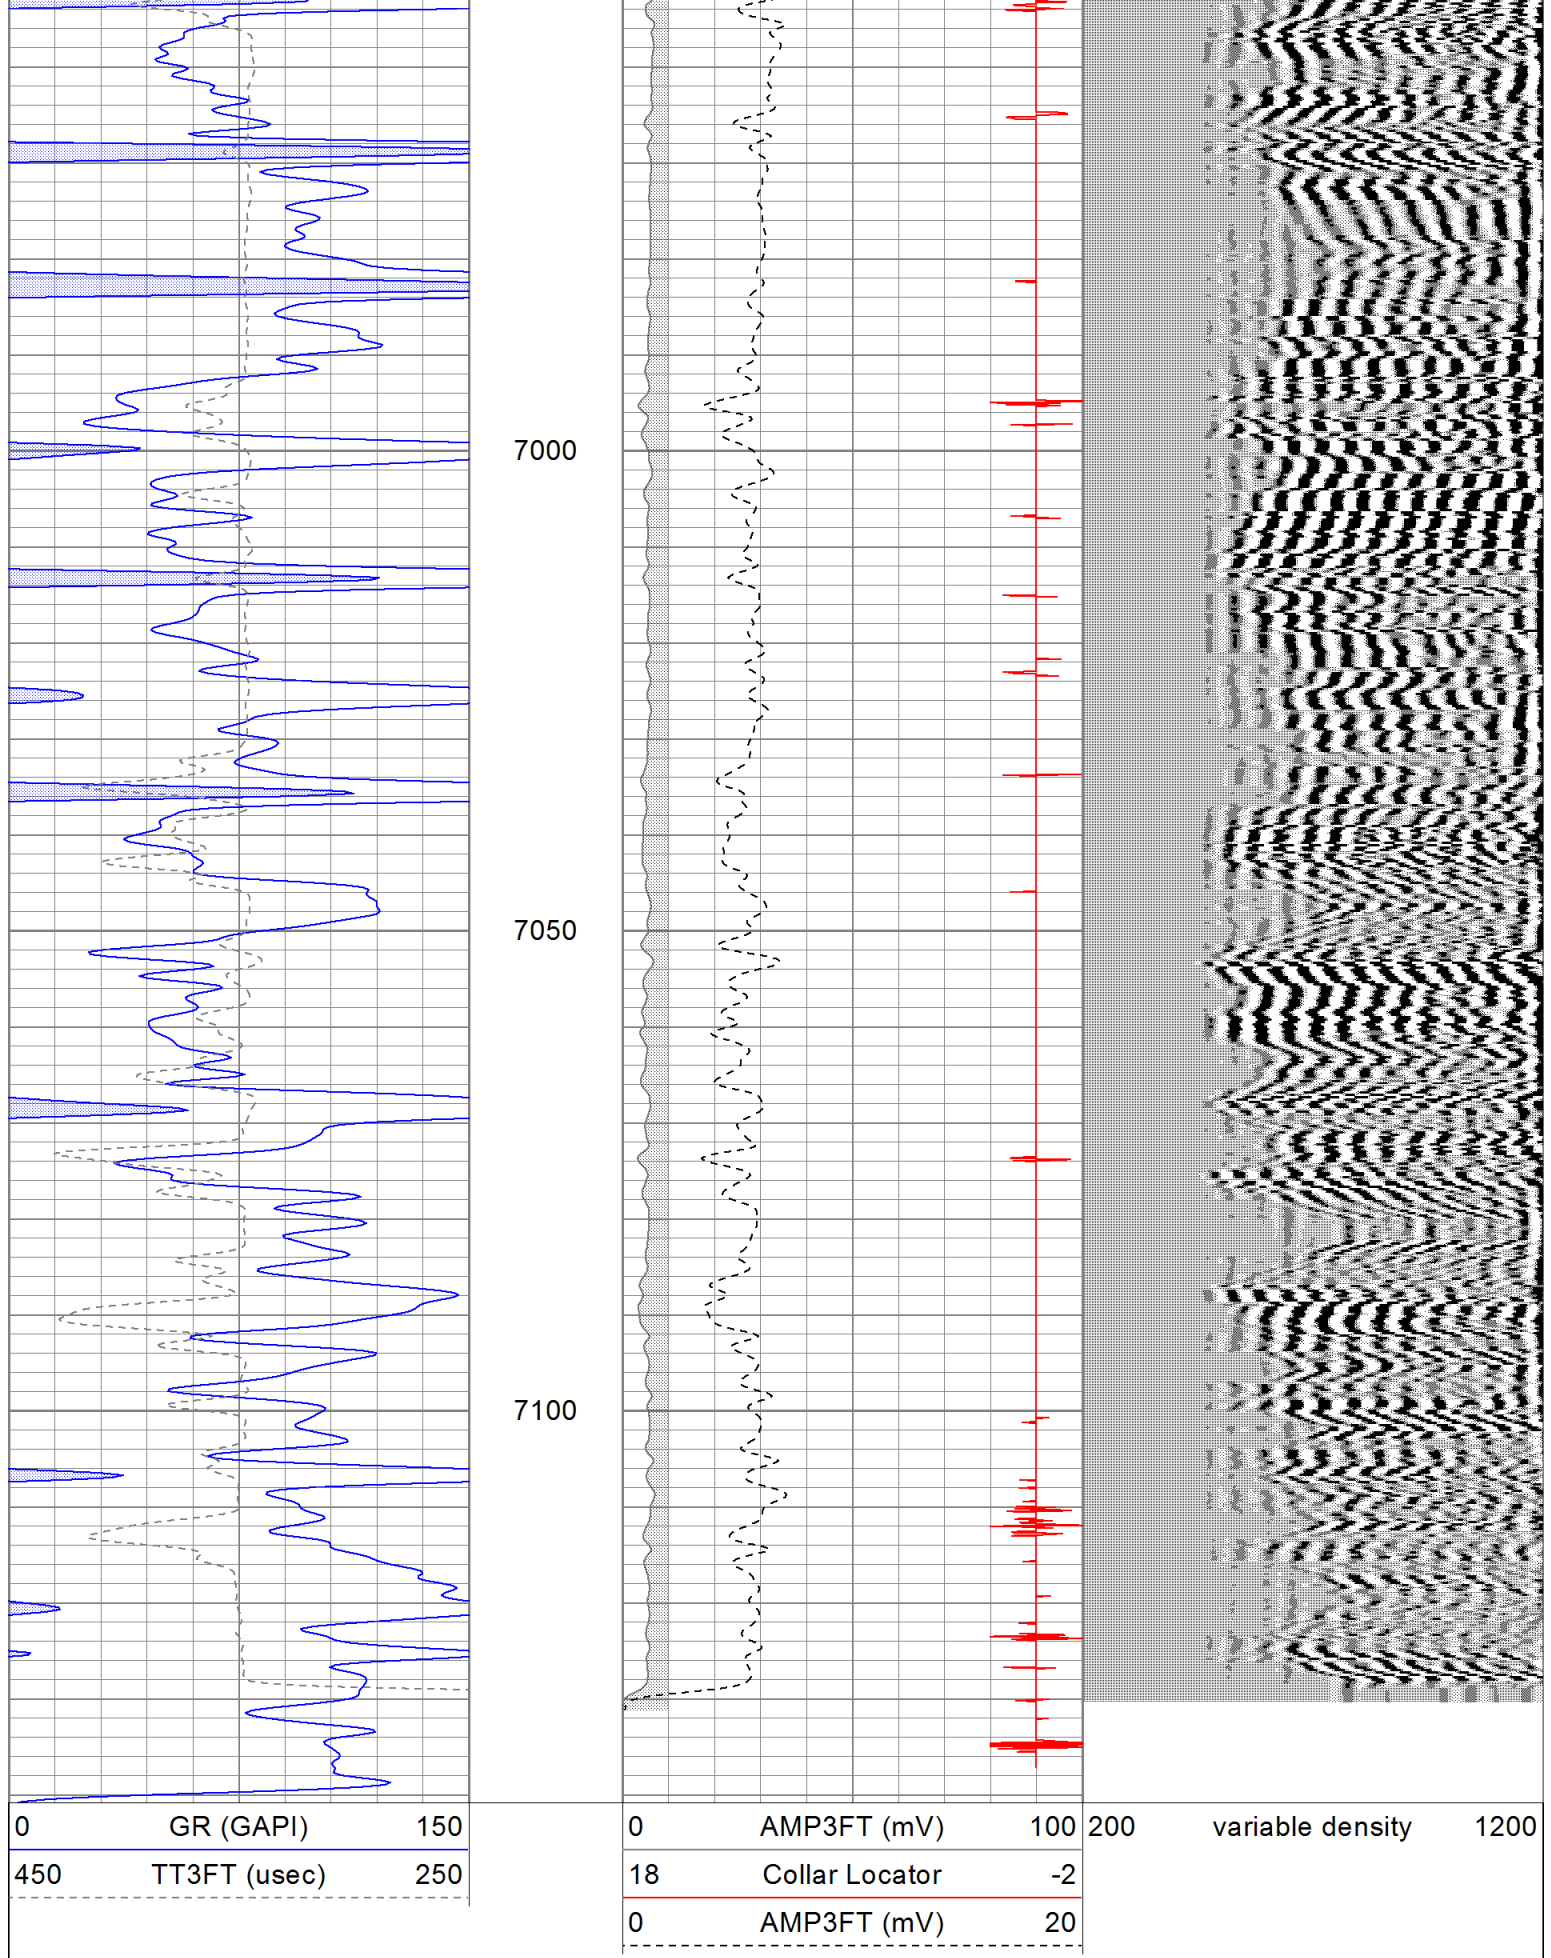 7000
7050
7100
0 GR (GAPI) 150
450 TT3FT (usec) 250
0 AMP3FT (mV) 100
18 Collar Locator -2
0 AMP3FT (mV) 20
200 variable density 1200